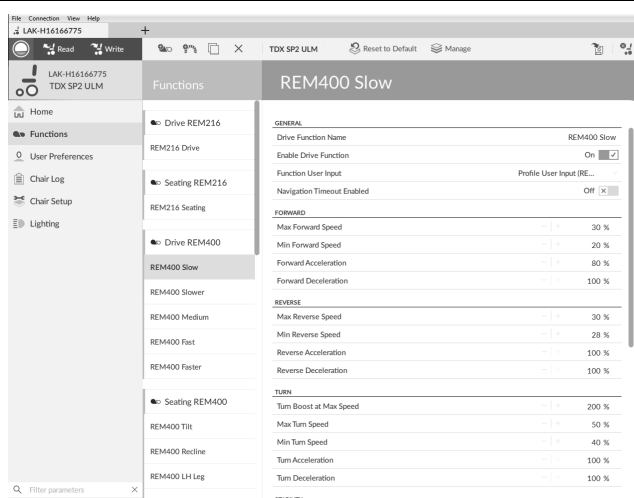 File Connection View Help
LAK-H16166775 +
Read Write TDX SP2 ULM Reset to Default Manage
LAK-H16166775
TDX SP2 ULM
Home
Functions
User Preferences
Chair Log
Chair Setup
Lighting
Filter parameters
Functions
Drive REM216
REM216 Drive
Seating REM216
REM216 Seating
Drive REM400
REM400 Slow
REM400 Slower
REM400 Medium
REM400 Fast
REM400 Faster
Seating REM400
REM400 Tilt
REM400 Recline
REM400 LH Leg
REM400 Slow
GENERAL
Drive Function Name REM400 Slow
Enable Drive Function On
Function User Input Profile User Input (RE...
Navigation Timeout Enabled Off
FORWARD
Max Forward Speed - + 30 %
Min Forward Speed - + 20 %
Forward Acceleration - + 80 %
Forward Deceleration - + 100 %
REVERSE
Max Reverse Speed - + 30 %
Min Reverse Speed - + 28 %
Reverse Acceleration - + 100 %
Reverse Deceleration - + 100 %
TURN
Turn Boost at Max Speed - + 200 %
Max Turn Speed - + 50 %
Min Turn Speed - + 40 %
Turn Acceleration - + 100 %
Turn Deceleration - + 100 %